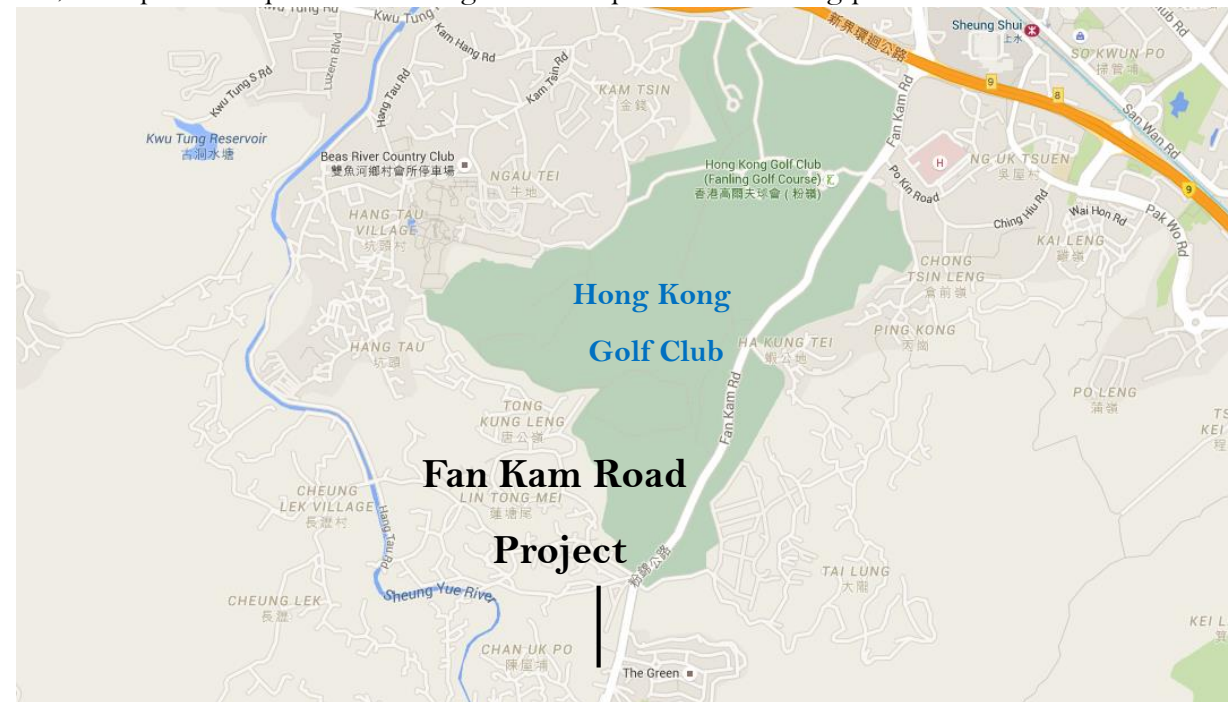 Kwu Tung
新界環迴公路
Sheung Shui
上水
Kwu Tung S Rd
Luzern Blvd
Kam Hang Rd
Hang Tau Rd
Kam Tsin Rd
KAM TSIN
金錢
Fan Kam Rd
9
8
SO KWUN PO
掃管埔
San Wan Rd
Kwu Tung Reservoir
古洞水塘
Beas River Country Club
雙魚河鄉村會所停車場
NGAU TEI
牛地
Hong Kong Golf Club
(Fanling Golf Course)
香港高爾夫球會 ( 粉嶺)
H
Po Kin Road
NG UK TSUEN
吳屋村
9
Ching Hiu Rd
Wai Hon Rd
Pak Wo Rd
HANG TAU
VILLAGE
坑頭村
KAI LENG
雞嶺
CHONG
TSIN LENG
倉前嶺
Hong Kong
Golf Club
HANG TAU
坑頭
HA KUNG TEI
蝦公地
PING KONG
丙崗
Fan Kam Rd
PO LENG
蒲嶺
TONG
KUNG LENG
唐公嶺
Fan Kam Road
Project
CHEUNG
LEK VILLAGE
長瀝村
LIN TONG MEI
蓮塘尾
Hang Tau Rd
粉錦公路
TAI LUNG
大隴
CHEUNG LEK
長瀝
Sheung Yue River
CHAN UK PO
陳屋埔
The Green